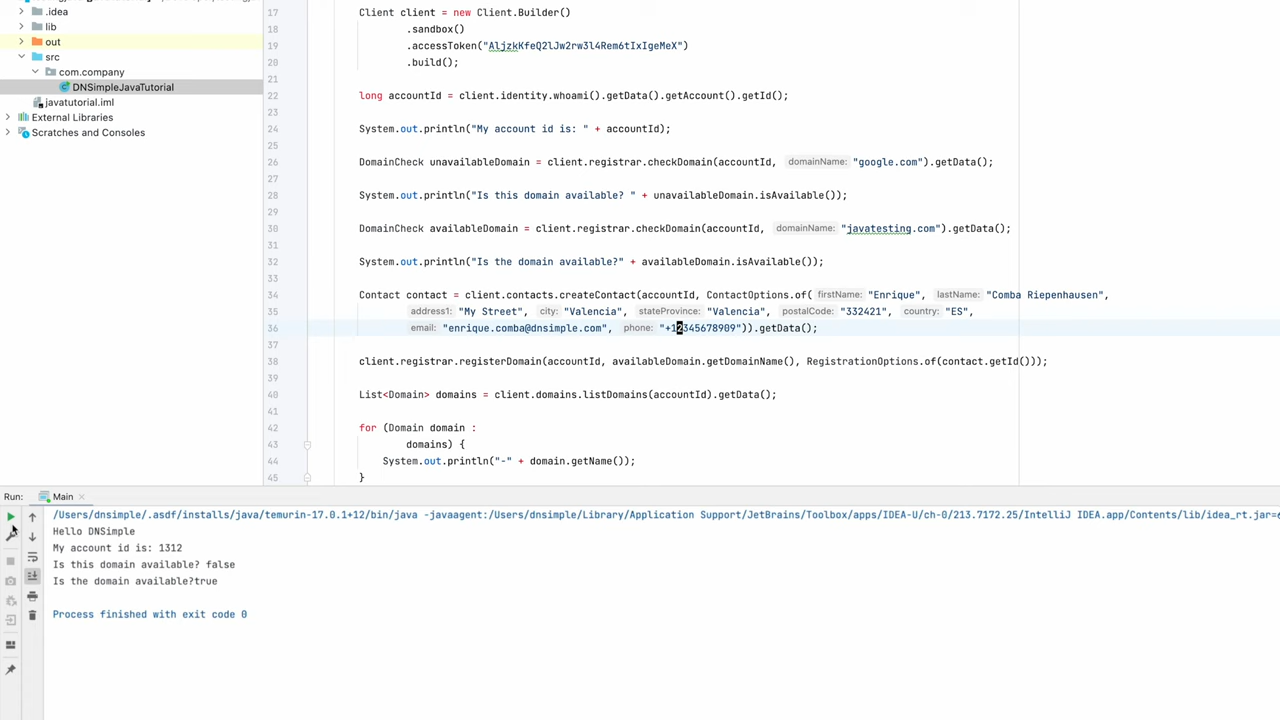 .idea
lib
out
src
com.company
DNSimpleJavaTutorial
javatutorial.iml
External Libraries
Scratches and Consoles
17 Client client = new Client.Builder()
18 .sandbox()
19 .accessToken("AljzkKfeQ2lJw2rw3l4Rem6tIxIgeMeX")
20 .build();
21
22 long accountId = client.identity.whoami().getData().getAccount().getId();
23
24 System.out.println("My account id is: " + accountId);
25
26 DomainCheck unavailableDomain = client.registrar.checkDomain(accountId, domainName: "google.com").getData();
27
28 System.out.println("Is this domain available? " + unavailableDomain.isAvailable());
29
30 DomainCheck availableDomain = client.registrar.checkDomain(accountId, domainName: "javatesting.com").getData();
31
32 System.out.println("Is the domain available?" + availableDomain.isAvailable());
33
34 Contact contact = client.contacts.createContact(accountId, ContactOptions.of( firstName: "Enrique", lastName: "Comba Riepenhausen",
35 address1: "My Street", city: "Valencia", stateProvince: "Valencia", postalCode: "332421", country: "ES",
36 email: "enrique.comba@dnsimple.com", phone: "+12345678909")).getData();
37
38 client.registrar.registerDomain(accountId, availableDomain.getDomainName(), RegistrationOptions.of(contact.getId()));
39
40 List<Domain> domains = client.domains.listDomains(accountId).getData();
41
42 for (Domain domain :
43 domains) {
44 System.out.println("-" + domain.getName());
45 }
Run: Main
/Users/dnsimple/.asdf/installs/java/temurin-17.0.1+12/bin/java -javaagent:/Users/dnsimple/Library/Application Support/JetBrains/Toolbox/apps/IDEA-U/ch-0/213.7172.25/IntelliJ IDEA.app/Contents/lib/idea_rt.jar=
Hello DNSimple
My account id is: 1312
Is this domain available? false
Is the domain available?true
Process finished with exit code 0